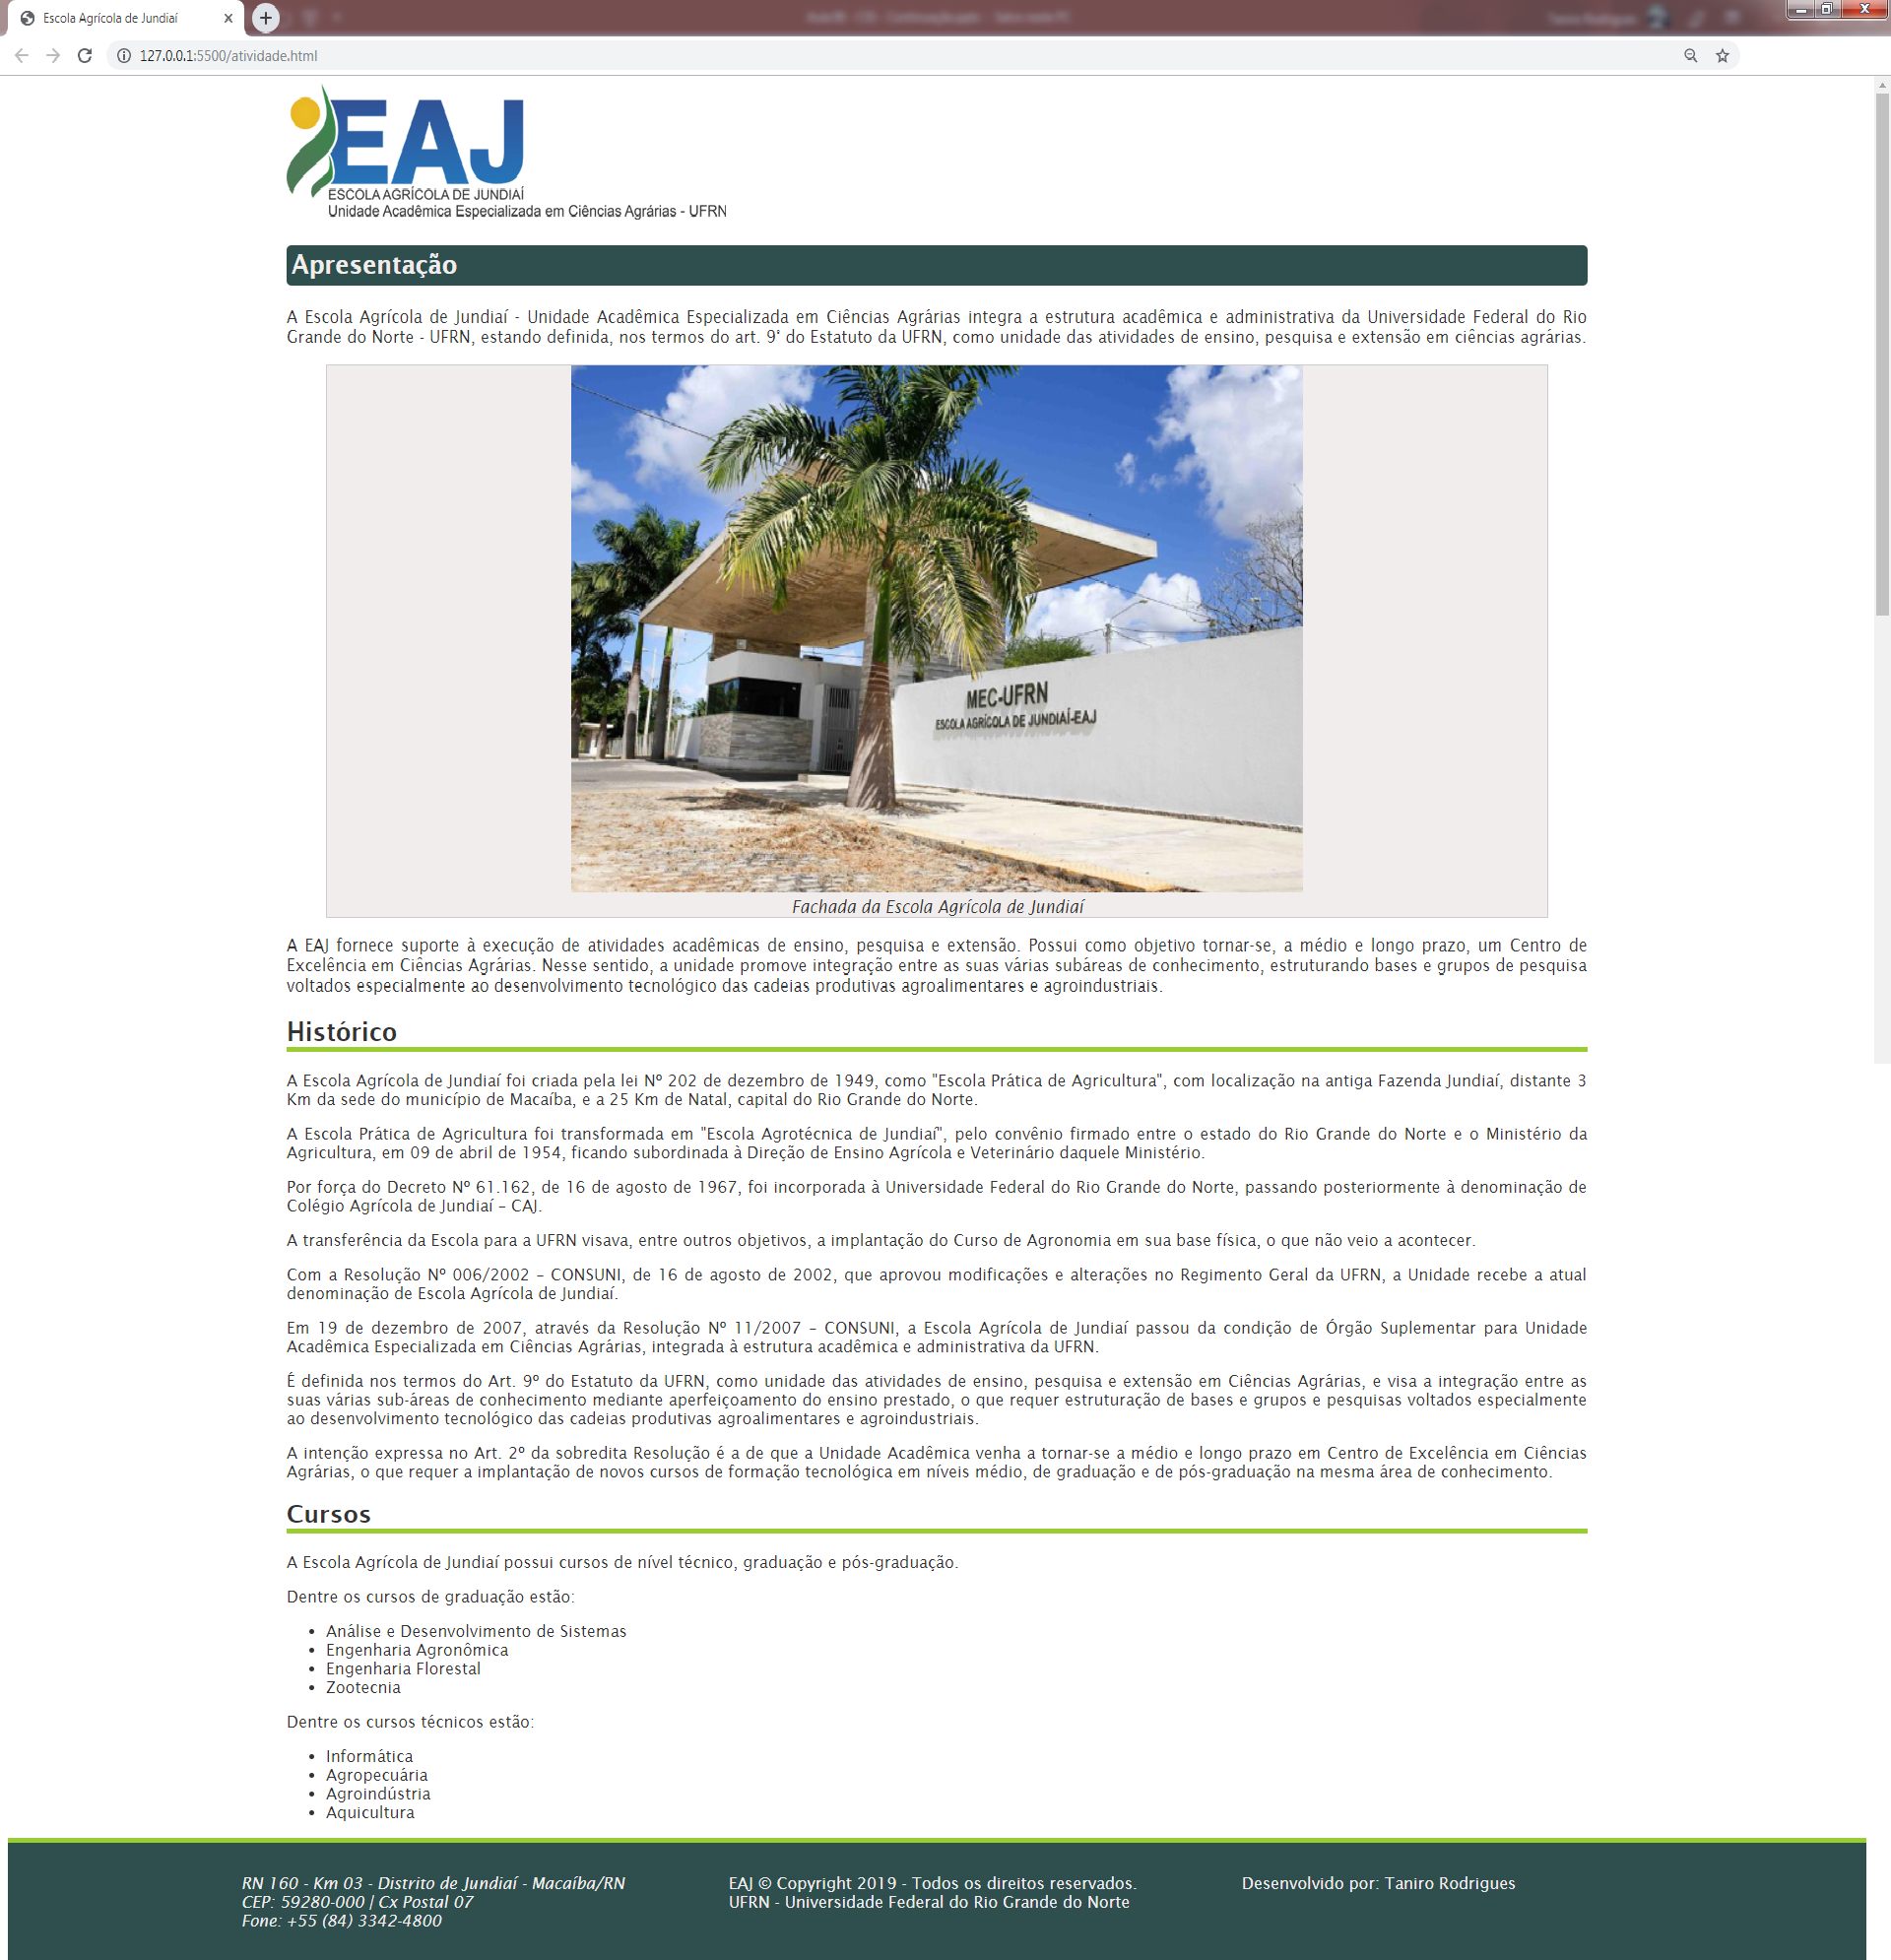 Escola Agrícola de Jundiaí
127.0.0.1:5500/atividade.html
EAJ
ESCOLA AGRÍCOLA DE JUNDIAÍ
Unidade Acadêmica Especializada em Ciências Agrárias - UFRN
Apresentação
A Escola Agrícola de Jundiaí - Unidade Acadêmica Especializada em Ciências Agrárias integra a estrutura acadêmica e administrativa da Universidade Federal do Rio
Grande do Norte - UFRN, estando definida, nos termos do art. 9° do Estatuto da UFRN, como unidade das atividades de ensino, pesquisa e extensão em ciências agrárias.
MEC-UFRN
ESCOLA AGRÍCOLA DE JUNDIAÍ-EAJ
Fachada da Escola Agrícola de Jundiaí
A EAJ fornece suporte à execução de atividades acadêmicas de ensino, pesquisa e extensão. Possui como objetivo tornar-se, a médio e longo prazo, um Centro de
Excelência em Ciências Agrárias. Nesse sentido, a unidade promove integração entre as suas várias subáreas de conhecimento, estruturando bases e grupos de pesquisa
voltados especialmente ao desenvolvimento tecnológico das cadeias produtivas agroalimentares e agroindustriais.
Histórico
A Escola Agrícola de Jundiaí foi criada pela lei Nº 202 de dezembro de 1949, como "Escola Prática de Agricultura", com localização na antiga Fazenda Jundiaí, distante 3
Km da sede do município de Macaíba, e a 25 Km de Natal, capital do Rio Grande do Norte.
A Escola Prática de Agricultura foi transformada em "Escola Agrotécnica de Jundiaí", pelo convênio firmado entre o estado do Rio Grande do Norte e o Ministério da
Agricultura, em 09 de abril de 1954, ficando subordinada à Direção de Ensino Agrícola e Veterinário daquele Ministério.
Por força do Decreto Nº 61.162, de 16 de agosto de 1967, foi incorporada à Universidade Federal do Rio Grande do Norte, passando posteriormente à denominação de
Colégio Agrícola de Jundiaí – CAJ.
A transferência da Escola para a UFRN visava, entre outros objetivos, a implantação do Curso de Agronomia em sua base física, o que não veio a acontecer.
Com a Resolução Nº 006/2002 – CONSUNI, de 16 de agosto de 2002, que aprovou modificações e alterações no Regimento Geral da UFRN, a Unidade recebe a atual
denominação de Escola Agrícola de Jundiaí.
Em 19 de dezembro de 2007, através da Resolução Nº 11/2007 – CONSUNI, a Escola Agrícola de Jundiaí passou da condição de Órgão Suplementar para Unidade
Acadêmica Especializada em Ciências Agrárias, integrada à estrutura acadêmica e administrativa da UFRN.
É definida nos termos do Art. 9º do Estatuto da UFRN, como unidade das atividades de ensino, pesquisa e extensão em Ciências Agrárias, e visa a integração entre as
suas várias sub-áreas de conhecimento mediante aperfeiçoamento do ensino prestado, o que requer estruturação de bases e grupos e pesquisas voltados especialmente
ao desenvolvimento tecnológico das cadeias produtivas agroalimentares e agroindustriais.
A intenção expressa no Art. 2º da sobredita Resolução é a de que a Unidade Acadêmica venha a tornar-se a médio e longo prazo em Centro de Excelência em Ciências
Agrárias, o que requer a implantação de novos cursos de formação tecnológica em níveis médio, de graduação e de pós-graduação na mesma área de conhecimento.
Cursos
A Escola Agrícola de Jundiaí possui cursos de nível técnico, graduação e pós-graduação.
Dentre os cursos de graduação estão:
• Análise e Desenvolvimento de Sistemas
• Engenharia Agronômica
• Engenharia Florestal
• Zootecnia
Dentre os cursos técnicos estão:
• Informática
• Agropecuária
• Agroindústria
• Aquicultura
RN 160 - Km 03 - Distrito de Jundiaí - Macaíba/RN
CEP: 59280-000 | Cx Postal 07
Fone: +55 (84) 3342-4800
EAJ © Copyright 2019 - Todos os direitos reservados.
UFRN - Universidade Federal do Rio Grande do Norte
Desenvolvido por: Taniro Rodrigues